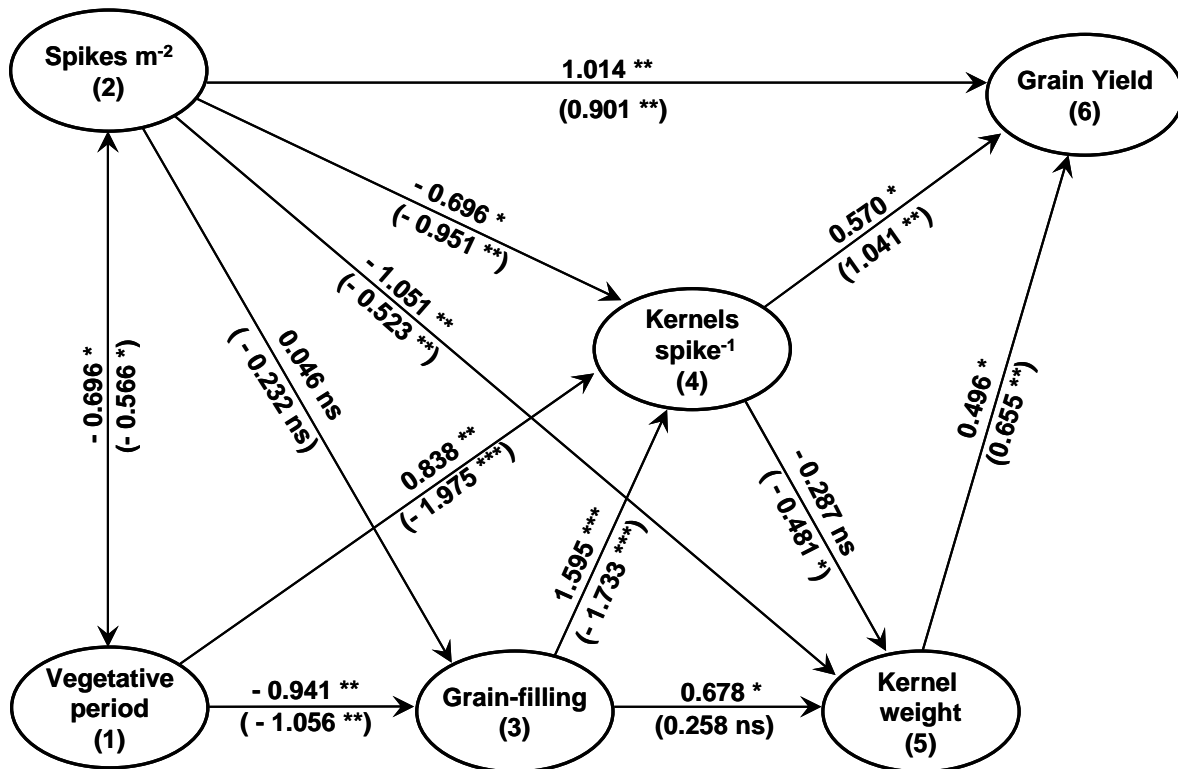 Spikes m⁻²
(2)
1.014 **
(0.901 **)
Grain Yield
(6)
- 0.696 *
(- 0.951 **)
0.570 *
(1.041 **)
- 1.051 **
(- 0.523 **)
Kernels
spike⁻¹
(4)
0.046 ns
( - 0.232 ns)
- 0.696 *
(- 0.566 *)
0.496 *
(0.655 **)
0.838 **
(- 1.975 ***)
- 0.287 ns
( - 0.481 *)
1.595 ***
(- 1.733 ***)
Vegetative
period
(1)
- 0.941 **
( - 1.056 **)
Grain-filling
(3)
0.678 *
(0.258 ns)
Kernel
weight
(5)